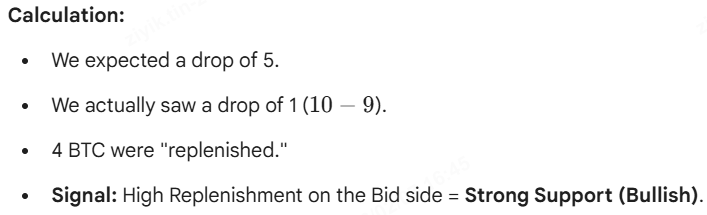 Calculation:
• We expected a drop of 5.
• We actually saw a drop of 1 (10 − 9).
• 4 BTC were "replenished."
• Signal: High Replenishment on the Bid side = Strong Support (Bullish).